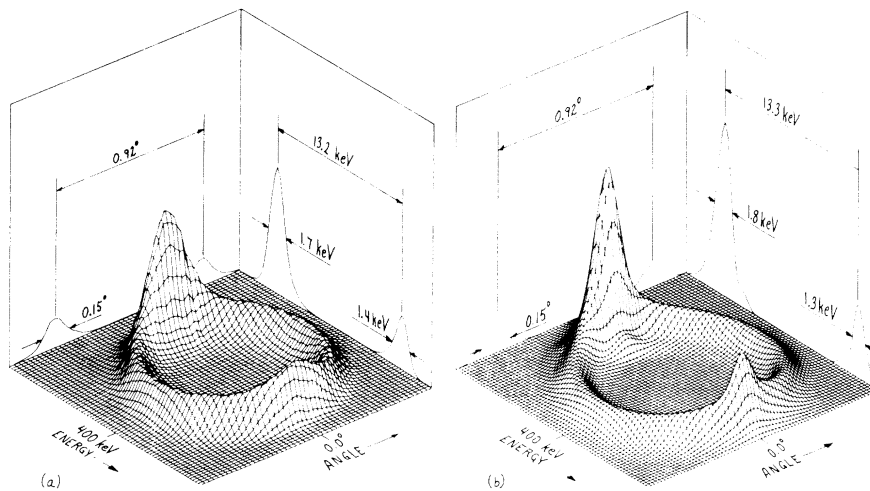 0.92°
13.2 keV
1.7 keV
1.4 keV
0.15°
400 keV
ENERGY
0.0°
ANGLE
(a)
0.92°
13.3 keV
1.8 keV
1.3 keV
0.15°
400 keV
ENERGY
0.0°
ANGLE
(b)